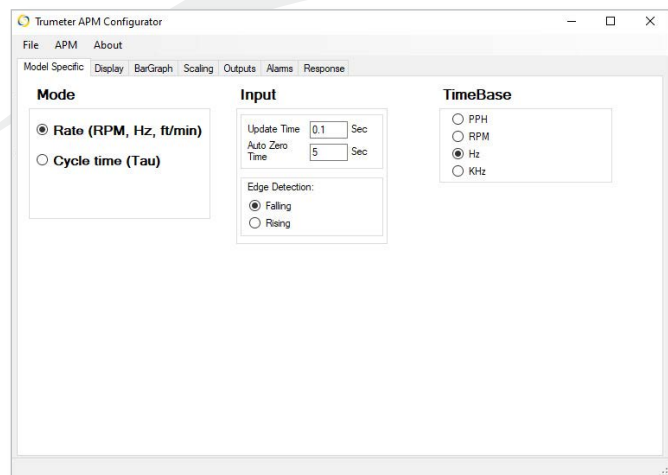 Trumeter APM Configurator
File APM About
Model Specific Display BarGraph Scaling Outputs Alarms Response
Mode
Rate (RPM, Hz, ft/min)
Cycle time (Tau)
Input
Update Time 0.1 Sec
Auto Zero
Time 5 Sec
Edge Detection:
Falling
Rising
TimeBase
PPH
RPM
Hz
KHz